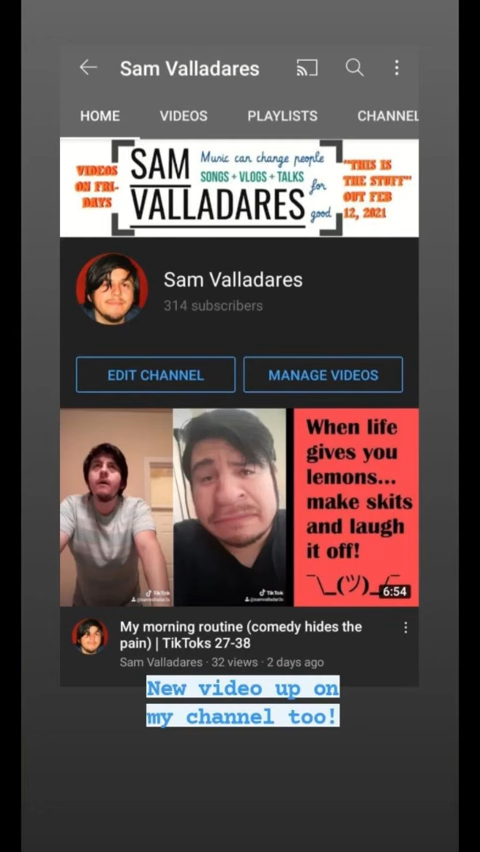 Sam Valladares
HOME VIDEOS PLAYLISTS CHANNEL
VIDEOS
ON FRI-
DAYS
SAM
VALLADARES
Music can change people
SONGS + VLOGS + TALKS
for
good
"THIS IS
THE STUFF"
OUT FEB
12, 2021
Sam Valladares
314 subscribers
EDIT CHANNEL
MANAGE VIDEOS
When life
gives you
lemons...
make skits
and laugh
it off!
¯\_(ツ)_/¯
6:54
TikTok
TikTok
My morning routine (comedy hides the
pain) | TikToks 27-38
Sam Valladares · 32 views · 2 days ago
New video up on
my channel too!